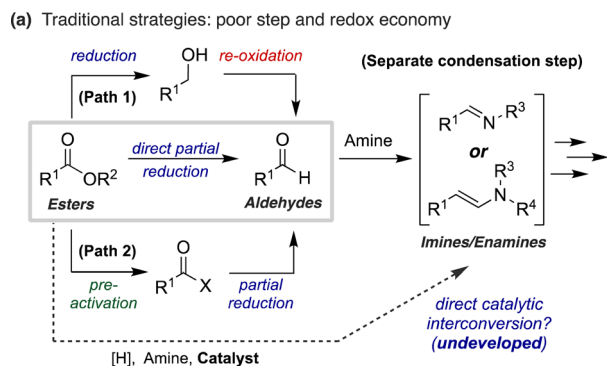 (a) Traditional strategies: poor step and redox economy
reduction
OH
R¹
re-oxidation
(Separate condensation step)
(Path 1)
O
R¹
OR²
Esters
direct partial
reduction
O
R¹
H
Aldehydes
Amine
R¹
N
R³
or
R³
N
R¹
R⁴
Imines/Enamines
(Path 2)
pre-
activation
O
R¹
X
partial
reduction
direct catalytic
interconversion?
(undeveloped)
[H], Amine, Catalyst